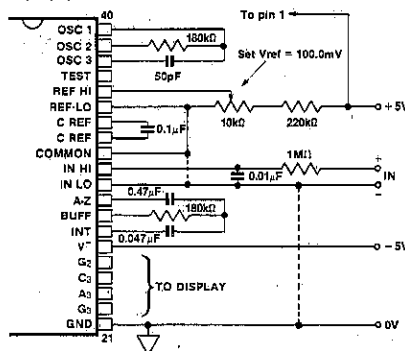 40
To pin 1
OSC 1
OSC 2
180kΩ
OSC 3
50pF
Set Vref = 100.0mV
TEST
REF HI
REF LO
+5V
10kΩ
220kΩ
C REF
0.1µF
C REF
COMMON
1MΩ
IN HI
+
0.01µF
IN
IN LO
−
0.47µF
A-Z
BUFF
180kΩ
INT
0.047µF
V−
−5V
G2
C3
TO DISPLAY
A3
G3
GND
0V
21